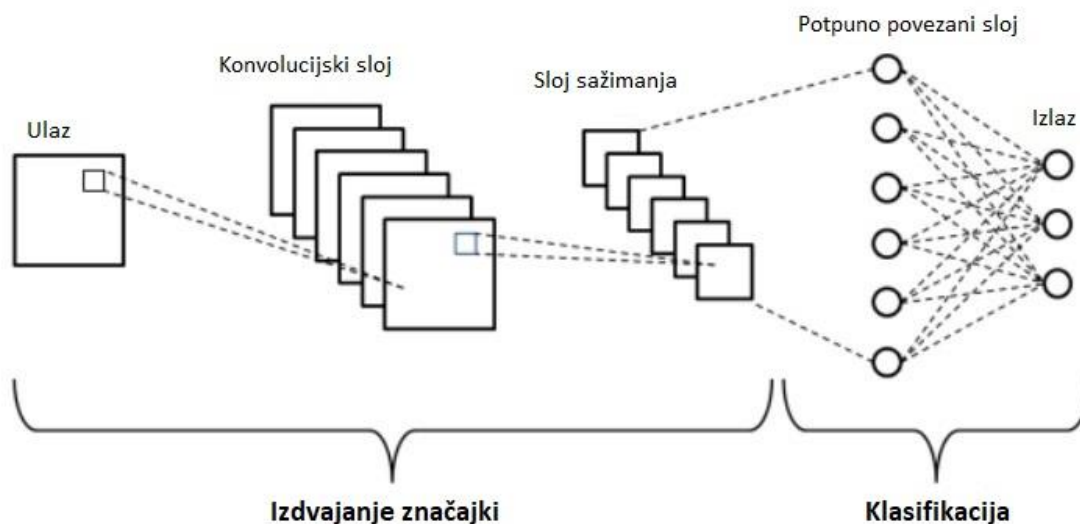 Potpuno povezani sloj
Konvolucijski sloj
Sloj sažimanja
Ulaz
Izlaz
Izdvajanje značajki
Klasifikacija